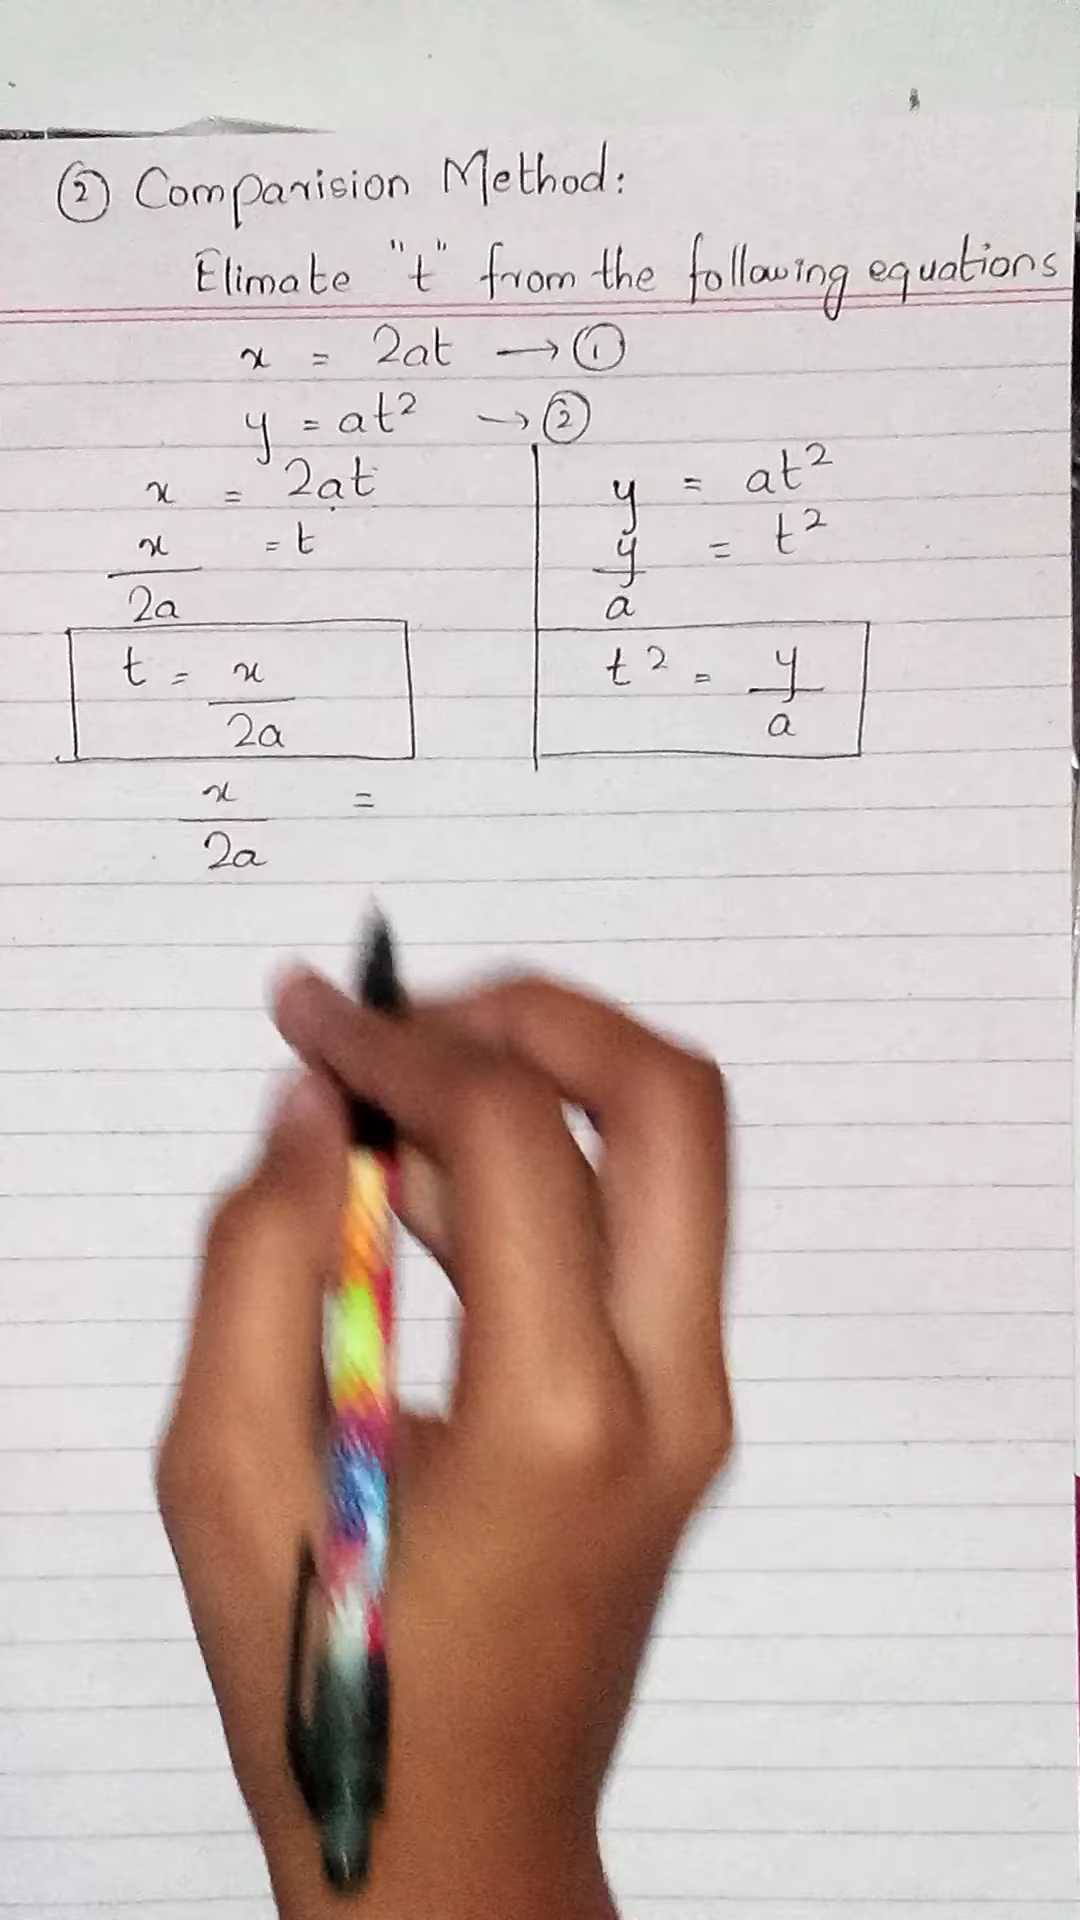 ② Comparision Method:
Elimate "t" from the following equations
x = 2at → ①
y = at² → ②
x = 2at
x/2a = t
t = x/2a
y = at²
y/a = t²
t² = y/a
x/2a =